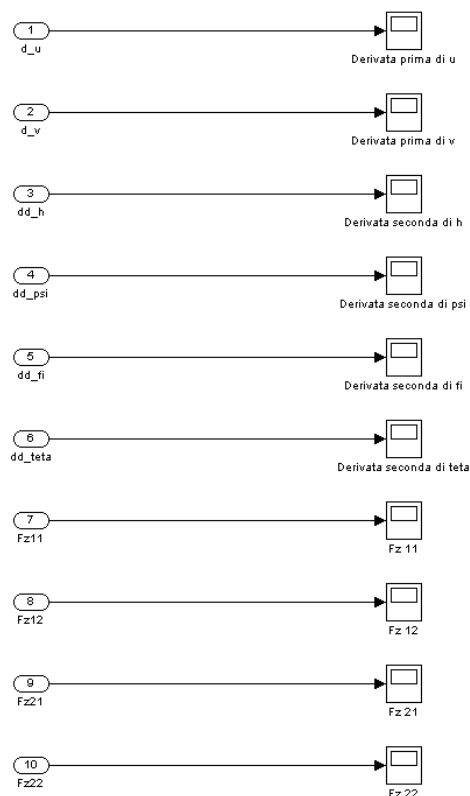 1
d_u
Derivata prima di u
2
d_v
Derivata prima di v
3
dd_h
Derivata seconda di h
4
dd_psi
Derivata seconda di psi
5
dd_fi
Derivata seconda di fi
6
dd_teta
Derivata seconda di teta
7
Fz11
Fz 11
8
Fz12
Fz 12
9
Fz21
Fz 21
10
Fz22
Fz 22